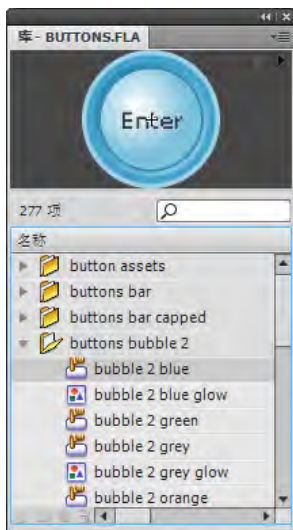 库 - BUTTONS.FLA
Enter
277 项
名称
button assets
buttons bar
buttons bar capped
buttons bubble 2
bubble 2 blue
bubble 2 blue glow
bubble 2 green
bubble 2 grey
bubble 2 grey glow
bubble 2 orange